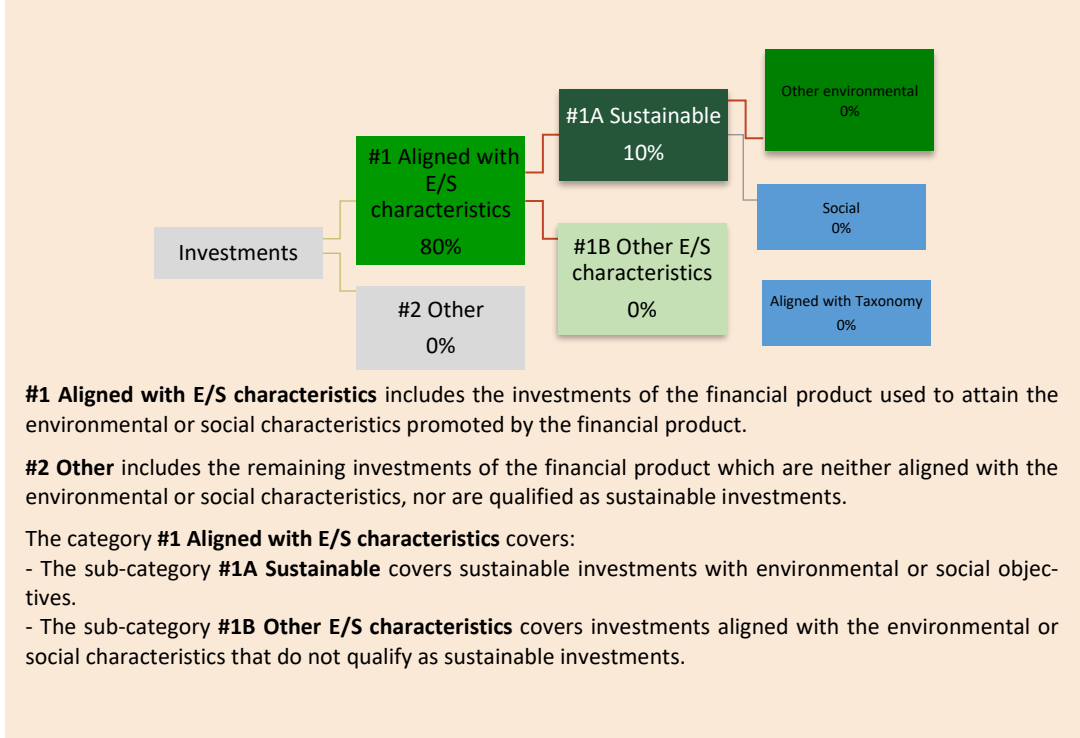 Other environmental
0%
#1A Sustainable
10%
#1 Aligned with
E/S
characteristics
80%
Social
0%
Investments
#1B Other E/S
characteristics
0%
#2 Other
0%
Aligned with Taxonomy
0%
#1 Aligned with E/S characteristics includes the investments of the financial product used to attain the
environmental or social characteristics promoted by the financial product.
#2 Other includes the remaining investments of the financial product which are neither aligned with the
environmental or social characteristics, nor are qualified as sustainable investments.
The category #1 Aligned with E/S characteristics covers:
- The sub-category #1A Sustainable covers sustainable investments with environmental or social objec-
tives.
- The sub-category #1B Other E/S characteristics covers investments aligned with the environmental or
social characteristics that do not qualify as sustainable investments.